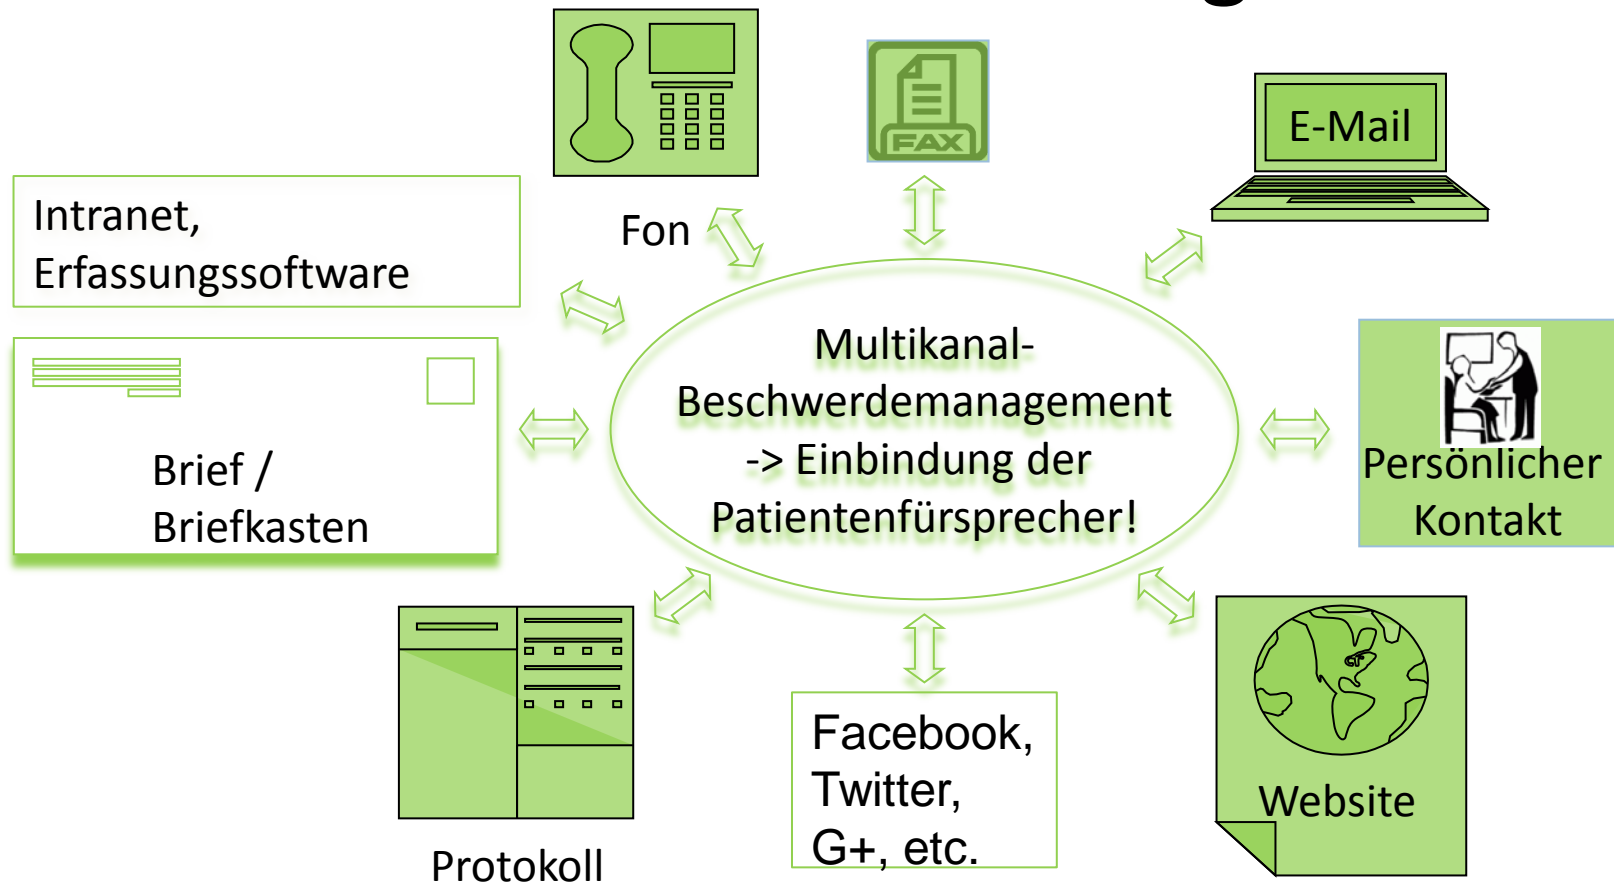 FAX
E-Mail
Fon
Intranet,
Erfassungssoftware
Multikanal-
Beschwerdemanagement
-> Einbindung der
Patientenfürsprecher!
Brief /
Briefkasten
Persönlicher
Kontakt
Protokoll
Facebook,
Twitter,
G+, etc.
Website